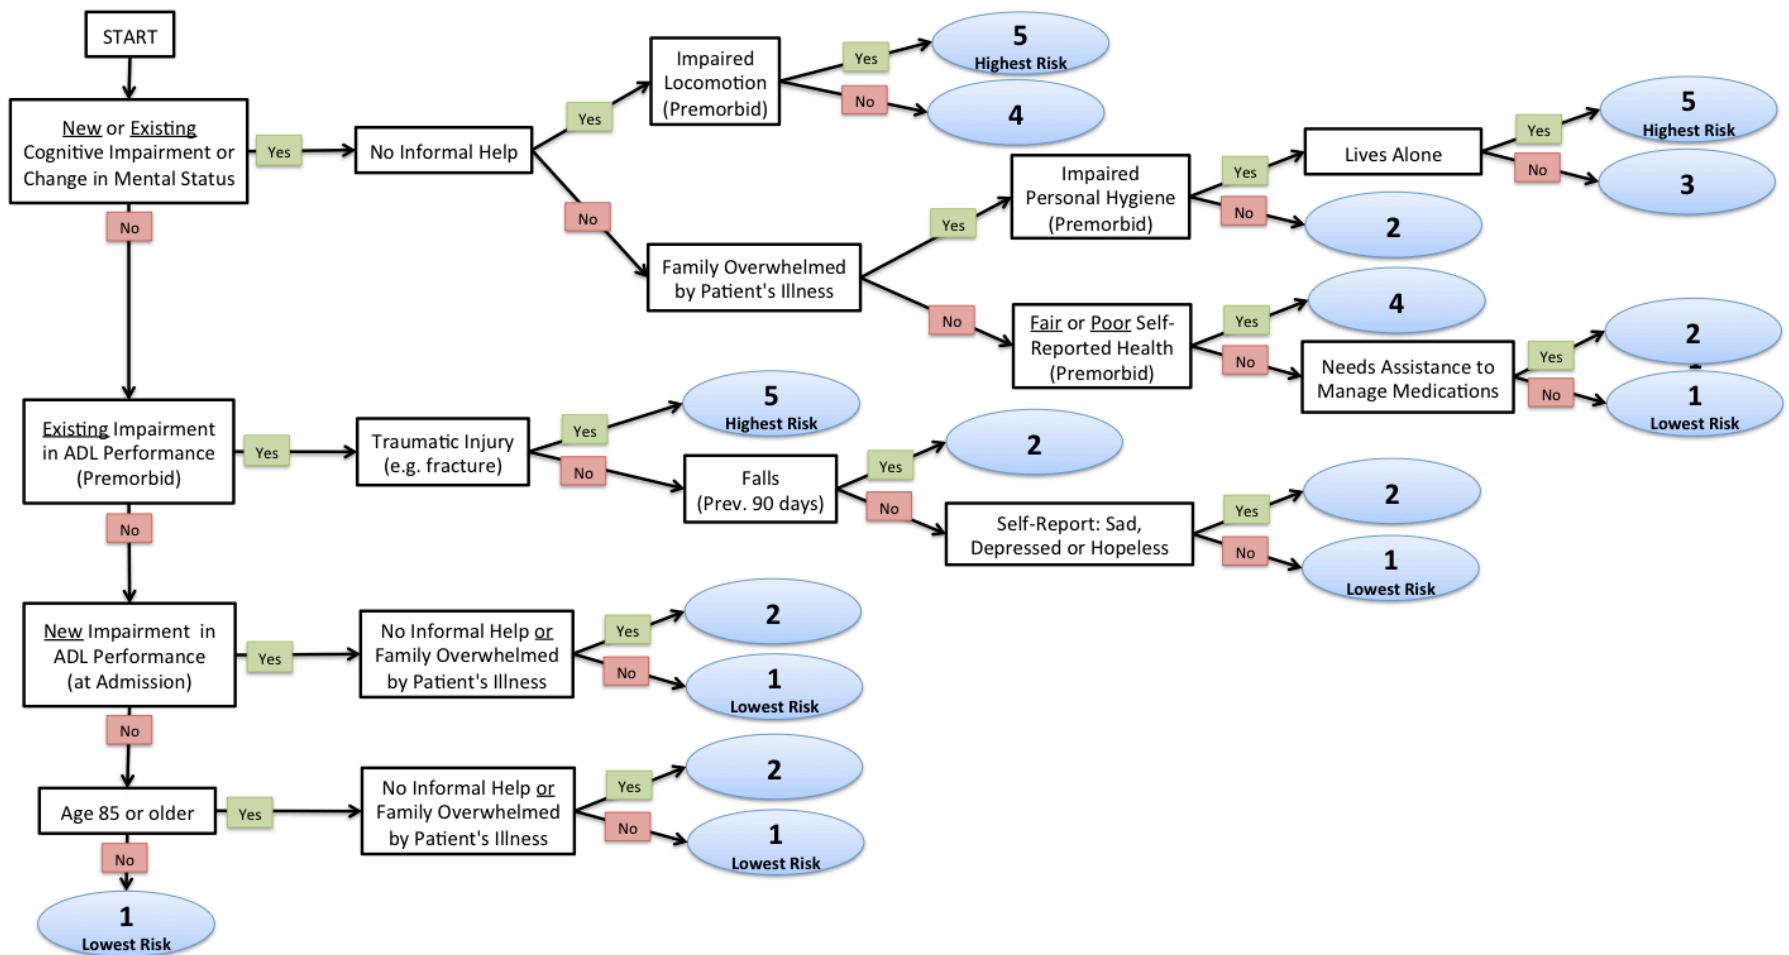 START
New or Existing
Cognitive Impairment or
Change in Mental Status
Yes
No
No Informal Help
Yes
No
Impaired
Locomotion
(Premorbid)
Yes
No
5
Highest Risk
4
Family Overwhelmed
by Patient's Illness
Yes
No
Impaired
Personal Hygiene
(Premorbid)
Yes
No
Lives Alone
Yes
No
5
Highest Risk
3
2
Fair or Poor Self-
Reported Health
(Premorbid)
Yes
No
4
Needs Assistance to
Manage Medications
Yes
No
2
1
Lowest Risk
Existing Impairment
in ADL Performance
(Premorbid)
Yes
No
Traumatic Injury
(e.g. fracture)
Yes
No
5
Highest Risk
Falls
(Prev. 90 days)
Yes
No
2
Self-Report: Sad,
Depressed or Hopeless
Yes
No
2
1
Lowest Risk
New Impairment in
ADL Performance
(at Admission)
Yes
No
No Informal Help or
Family Overwhelmed
by Patient's Illness
Yes
No
2
1
Lowest Risk
Age 85 or older
Yes
No
No Informal Help or
Family Overwhelmed
by Patient's Illness
Yes
No
2
1
Lowest Risk
1
Lowest Risk